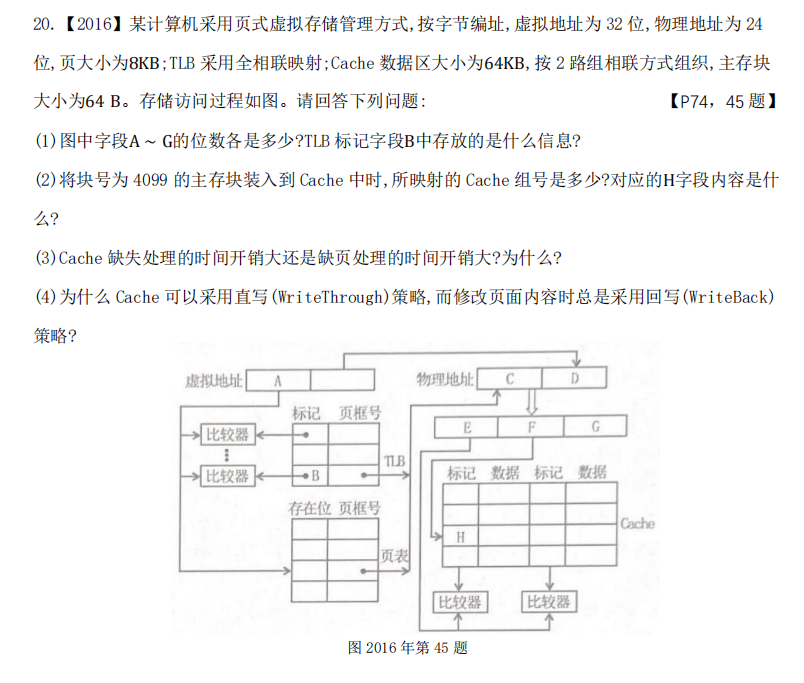 20.【2016】某计算机采用页式虚拟存储管理方式,按字节编址,虚拟地址为 32 位,物理地址为 24
位,页大小为8KB;TLB 采用全相联映射;Cache 数据区大小为64KB,按 2 路组相联方式组织,主存块
大小为64 B。存储访问过程如图。请回答下列问题: 【P74，45 题】
(1)图中字段A ~ G的位数各是多少?TLB 标记字段B中存放的是什么信息?
(2)将块号为 4099 的主存块装入到 Cache 中时,所映射的 Cache 组号是多少?对应的H字段内容是什
么?
(3)Cache 缺失处理的时间开销大还是缺页处理的时间开销大?为什么?
(4)为什么 Cache 可以采用直写(WriteThrough)策略,而修改页面内容时总是采用回写(WriteBack)
策略?
虚拟地址 A 物理地址 C D
标记 页框号
E F G
比较器
比较器 B TLB
标记 数据 标记 数据
存在位 页框号
Cache
H
页表
比较器 比较器
图 2016 年第 45 题